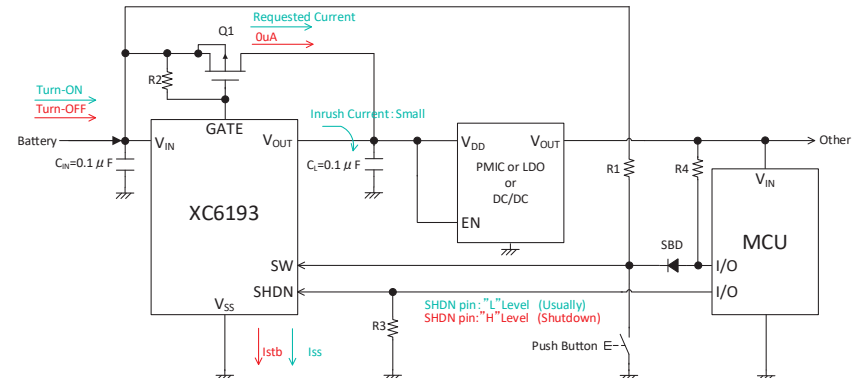 Requested Current
Q1
0uA
R2
Turn-ON
Turn-OFF
Inrush Current: Small
Battery
GATE
VIN
VOUT
VDD
VOUT
Other
CIN=0.1μF
CL=0.1μF
PMIC or LDO
or
DC/DC
R1
R4
VIN
XC6193
EN
SBD
MCU
SW
I/O
SHDN
I/O
SHDN pin:"L"Level (Usually)
SHDN pin:"H"Level (Shutdown)
VSS
R3
Push Button
Istb
Iss